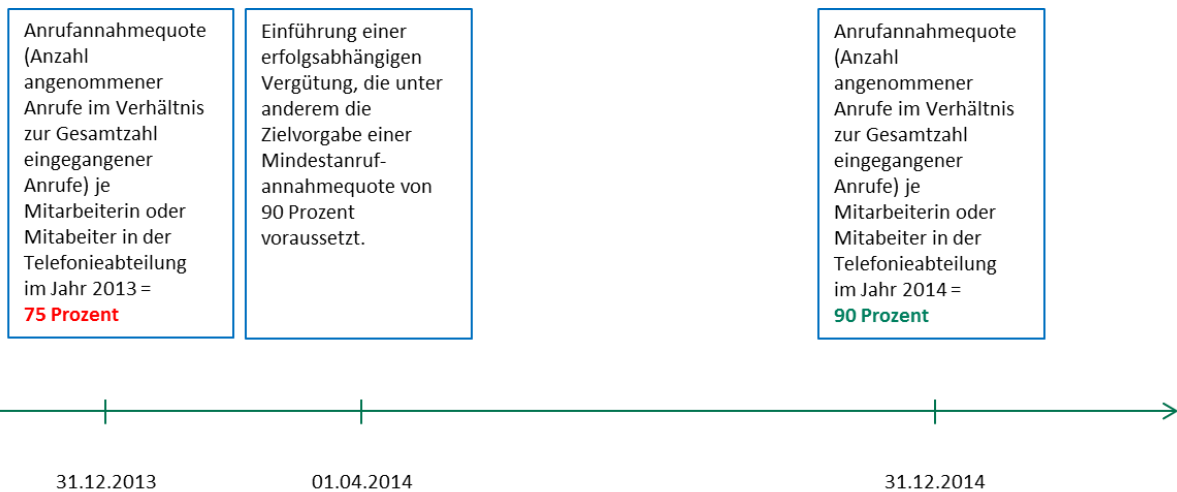 Anrufannahmequote
(Anzahl
angenommener
Anrufe im Verhältnis
zur Gesamtzahl
eingegangener
Anrufe) je
Mitarbeiterin oder
Mitabeiter in der
Telefonieabteilung
im Jahr 2013 =
75 Prozent
Einführung einer
erfolgsabhängigen
Vergütung, die unter
anderem die
Zielvorgabe einer
Mindestanruf-
annahmequote von
90 Prozent
voraussetzt.
Anrufannahmequote
(Anzahl
angenommener
Anrufe im Verhältnis
zur Gesamtzahl
eingegangener
Anrufe) je
Mitarbeiterin oder
Mitabeiter in der
Telefonieabteilung
im Jahr 2014 =
90 Prozent
31.12.2013
01.04.2014
31.12.2014